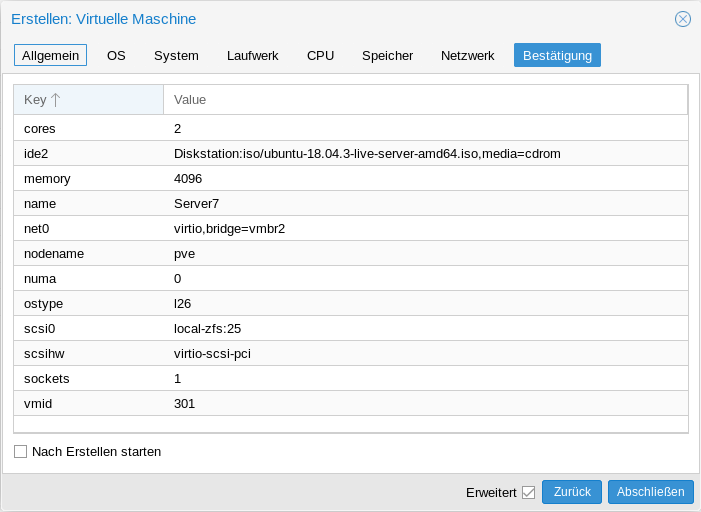 Erstellen: Virtuelle Maschine
Allgemein OS System Laufwerk CPU Speicher Netzwerk Bestätigung
Key Value
cores 2
ide2 Diskstation:iso/ubuntu-18.04.3-live-server-amd64.iso,media=cdrom
memory 4096
name Server7
net0 virtio,bridge=vmbr2
nodename pve
numa 0
ostype l26
scsi0 local-zfs:25
scsihw virtio-scsi-pci
sockets 1
vmid 301
Nach Erstellen starten
Erweitert Zurück Abschließen